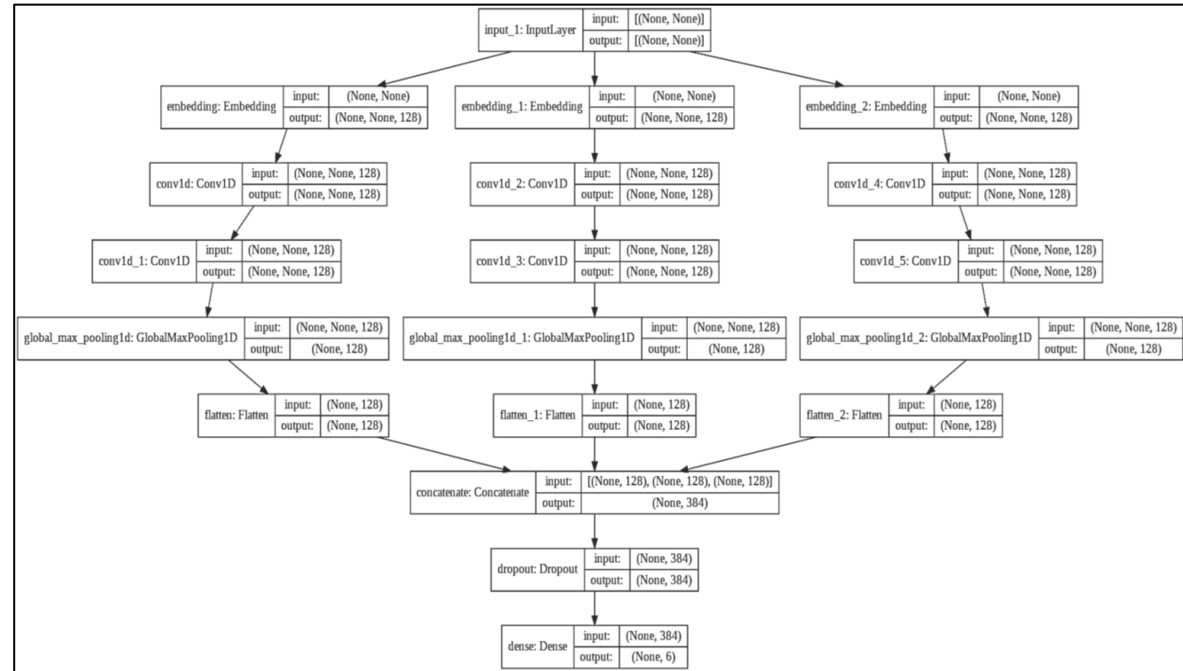 input_1: InputLayer
input: [(None, None)]
output: [(None, None)]
embedding: Embedding
input: (None, None)
output: (None, None, 128)
embedding_1: Embedding
input: (None, None)
output: (None, None, 128)
embedding_2: Embedding
input: (None, None)
output: (None, None, 128)
conv1d: Conv1D
input: (None, None, 128)
output: (None, None, 128)
conv1d_2: Conv1D
input: (None, None, 128)
output: (None, None, 128)
conv1d_4: Conv1D
input: (None, None, 128)
output: (None, None, 128)
conv1d_1: Conv1D
input: (None, None, 128)
output: (None, None, 128)
conv1d_3: Conv1D
input: (None, None, 128)
output: (None, None, 128)
conv1d_5: Conv1D
input: (None, None, 128)
output: (None, None, 128)
global_max_pooling1d: GlobalMaxPooling1D
input: (None, None, 128)
output: (None, 128)
global_max_pooling1d_1: GlobalMaxPooling1D
input: (None, None, 128)
output: (None, 128)
global_max_pooling1d_2: GlobalMaxPooling1D
input: (None, None, 128)
output: (None, 128)
flatten: Flatten
input: (None, 128)
output: (None, 128)
flatten_1: Flatten
input: (None, 128)
output: (None, 128)
flatten_2: Flatten
input: (None, 128)
output: (None, 128)
concatenate: Concatenate
input: [(None, 128), (None, 128), (None, 128)]
output: (None, 384)
dropout: Dropout
input: (None, 384)
output: (None, 384)
dense: Dense
input: (None, 384)
output: (None, 6)